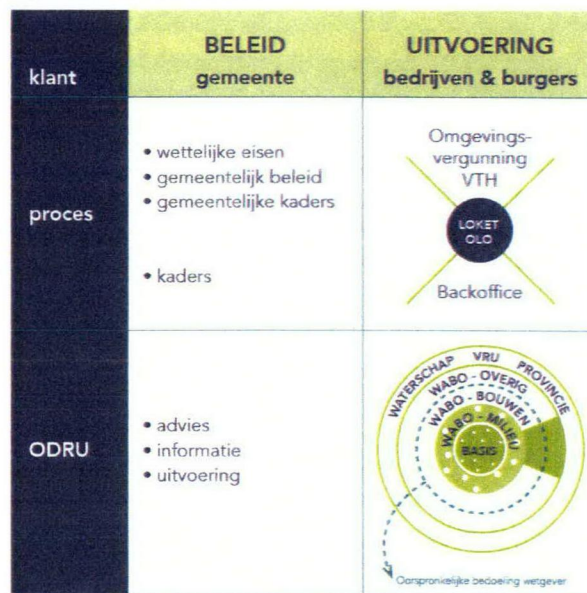 klant
BELEID
gemeente
UITVOERING
bedrijven & burgers
proces
• wettelijke eisen
• gemeentelijk beleid
• gemeentelijke kaders
• kaders
Omgevings-
vergunning
VTH
LOKET
OLO
Backoffice
ODRU
• advies
• informatie
• uitvoering
WATERSCHAP VRU PROVINCIE
WABO - OVERIG
WABO - BOUWEN
WABO - MILIEU
BASIS
Oorspronkelijke bedoeling wetgever